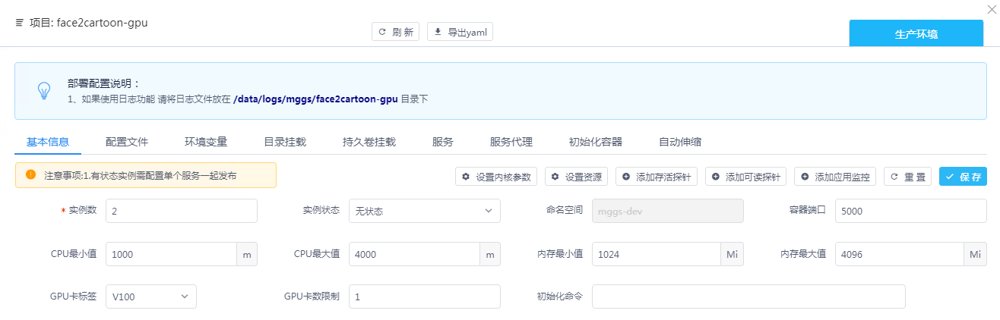 项目: face2cartoon-gpu
刷 新
导出yaml
生产环境
部署配置说明：
1、如果使用日志功能 请将日志文件放在 /data/logs/mggs/face2cartoon-gpu 目录下
基本信息 配置文件 环境变量 目录挂载 持久卷挂载 服务 服务代理 初始化容器 自动伸缩
注意事项:1.有状态实例需配置单个服务一起发布
设置内核参数 设置资源 添加存活探针 添加可读探针 添加应用监控 重 置 保 存
* 实例数 2 实例状态 无状态 命名空间 mggs-dev 容器端口 5000
CPU最小值 1000 m CPU最大值 4000 m 内存最小值 1024 Mi 内存最大值 4096 Mi
GPU卡标签 V100 GPU卡数限制 1 初始化命令